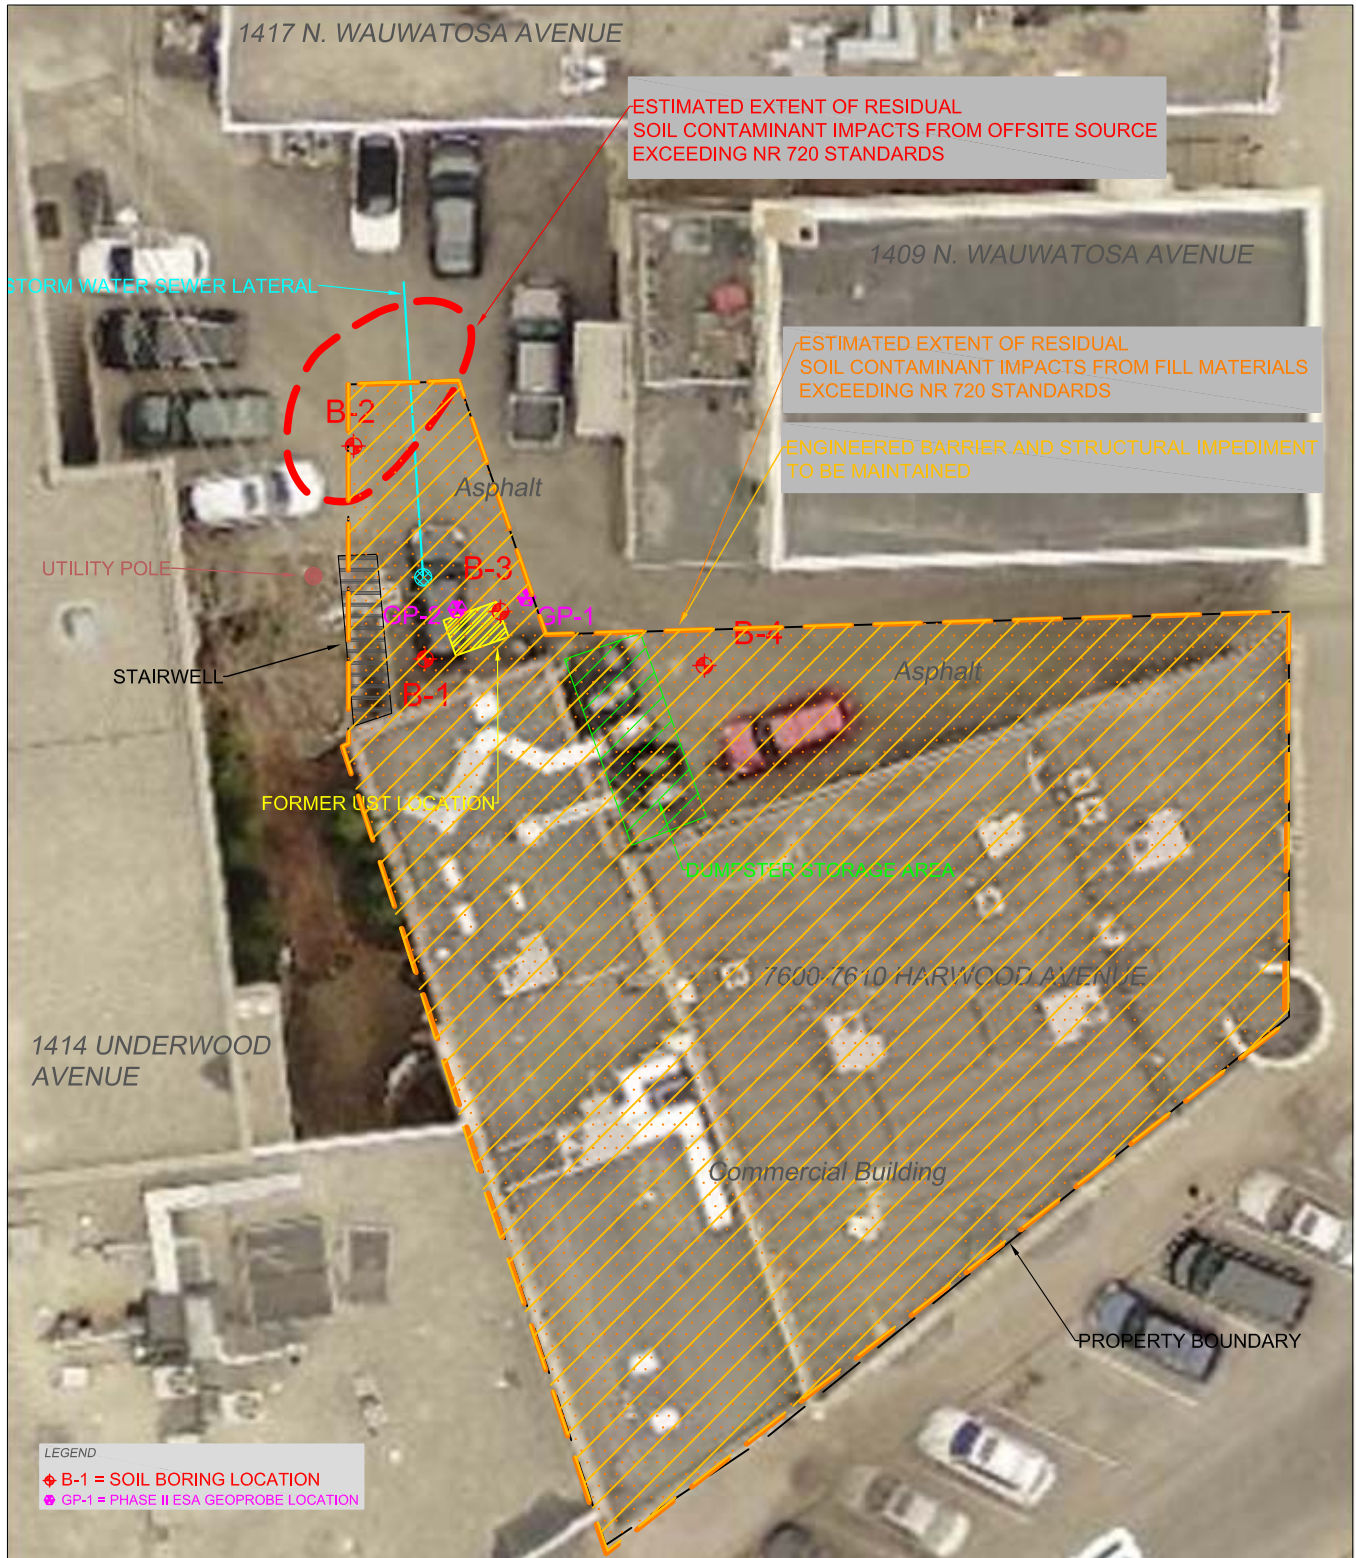 1417 N. WAUWATOSA AVENUE
ESTIMATED EXTENT OF RESIDUAL
SOIL CONTAMINANT IMPACTS FROM OFFSITE SOURCE
EXCEEDING NR 720 STANDARDS
1409 N. WAUWATOSA AVENUE
STORM WATER SEWER LATERAL
ESTIMATED EXTENT OF RESIDUAL
SOIL CONTAMINANT IMPACTS FROM FILL MATERIALS
EXCEEDING NR 720 STANDARDS
B-2
ENGINEERED BARRIER AND STRUCTURAL IMPEDIMENT
TO BE MAINTAINED
Asphalt
UTILITY POLE
B-3
GP-2
GP-1
B-4
STAIRWELL
Asphalt
B-1
FORMER UST LOCATION
DUMPSTER STORAGE AREA
7600-7610 HARWOOD AVENUE
1414 UNDERWOOD
AVENUE
Commercial Building
PROPERTY BOUNDARY
LEGEND
B-1 = SOIL BORING LOCATION
GP-1 = PHASE II ESA GEOPROBE LOCATION